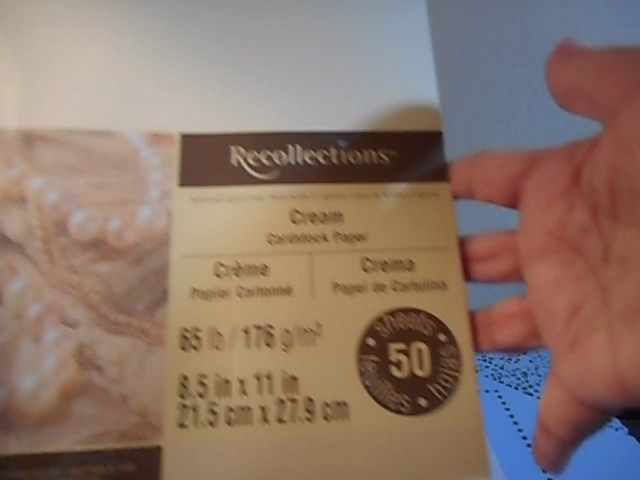 Recollections
Cream
Cardstock Paper
Crème
Papier Cartonné
Crema
Papel de Cartulina
65 lb / 176 g/m²
8.5 in x 11 in
21.5 cm x 27.9 cm
sheets
50
feuilles • hojas